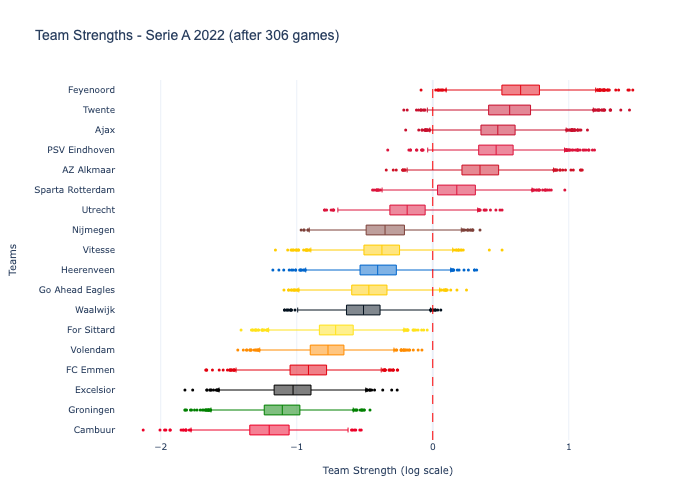 Team Strengths - Serie A 2022 (after 306 games)
Feyenoord
Twente
Ajax
PSV Eindhoven
AZ Alkmaar
Sparta Rotterdam
Utrecht
Nijmegen
Vitesse
Heerenveen
Go Ahead Eagles
Waalwijk
For Sittard
Volendam
FC Emmen
Excelsior
Groningen
Cambuur
Teams
−2 −1 0 1
Team Strength (log scale)